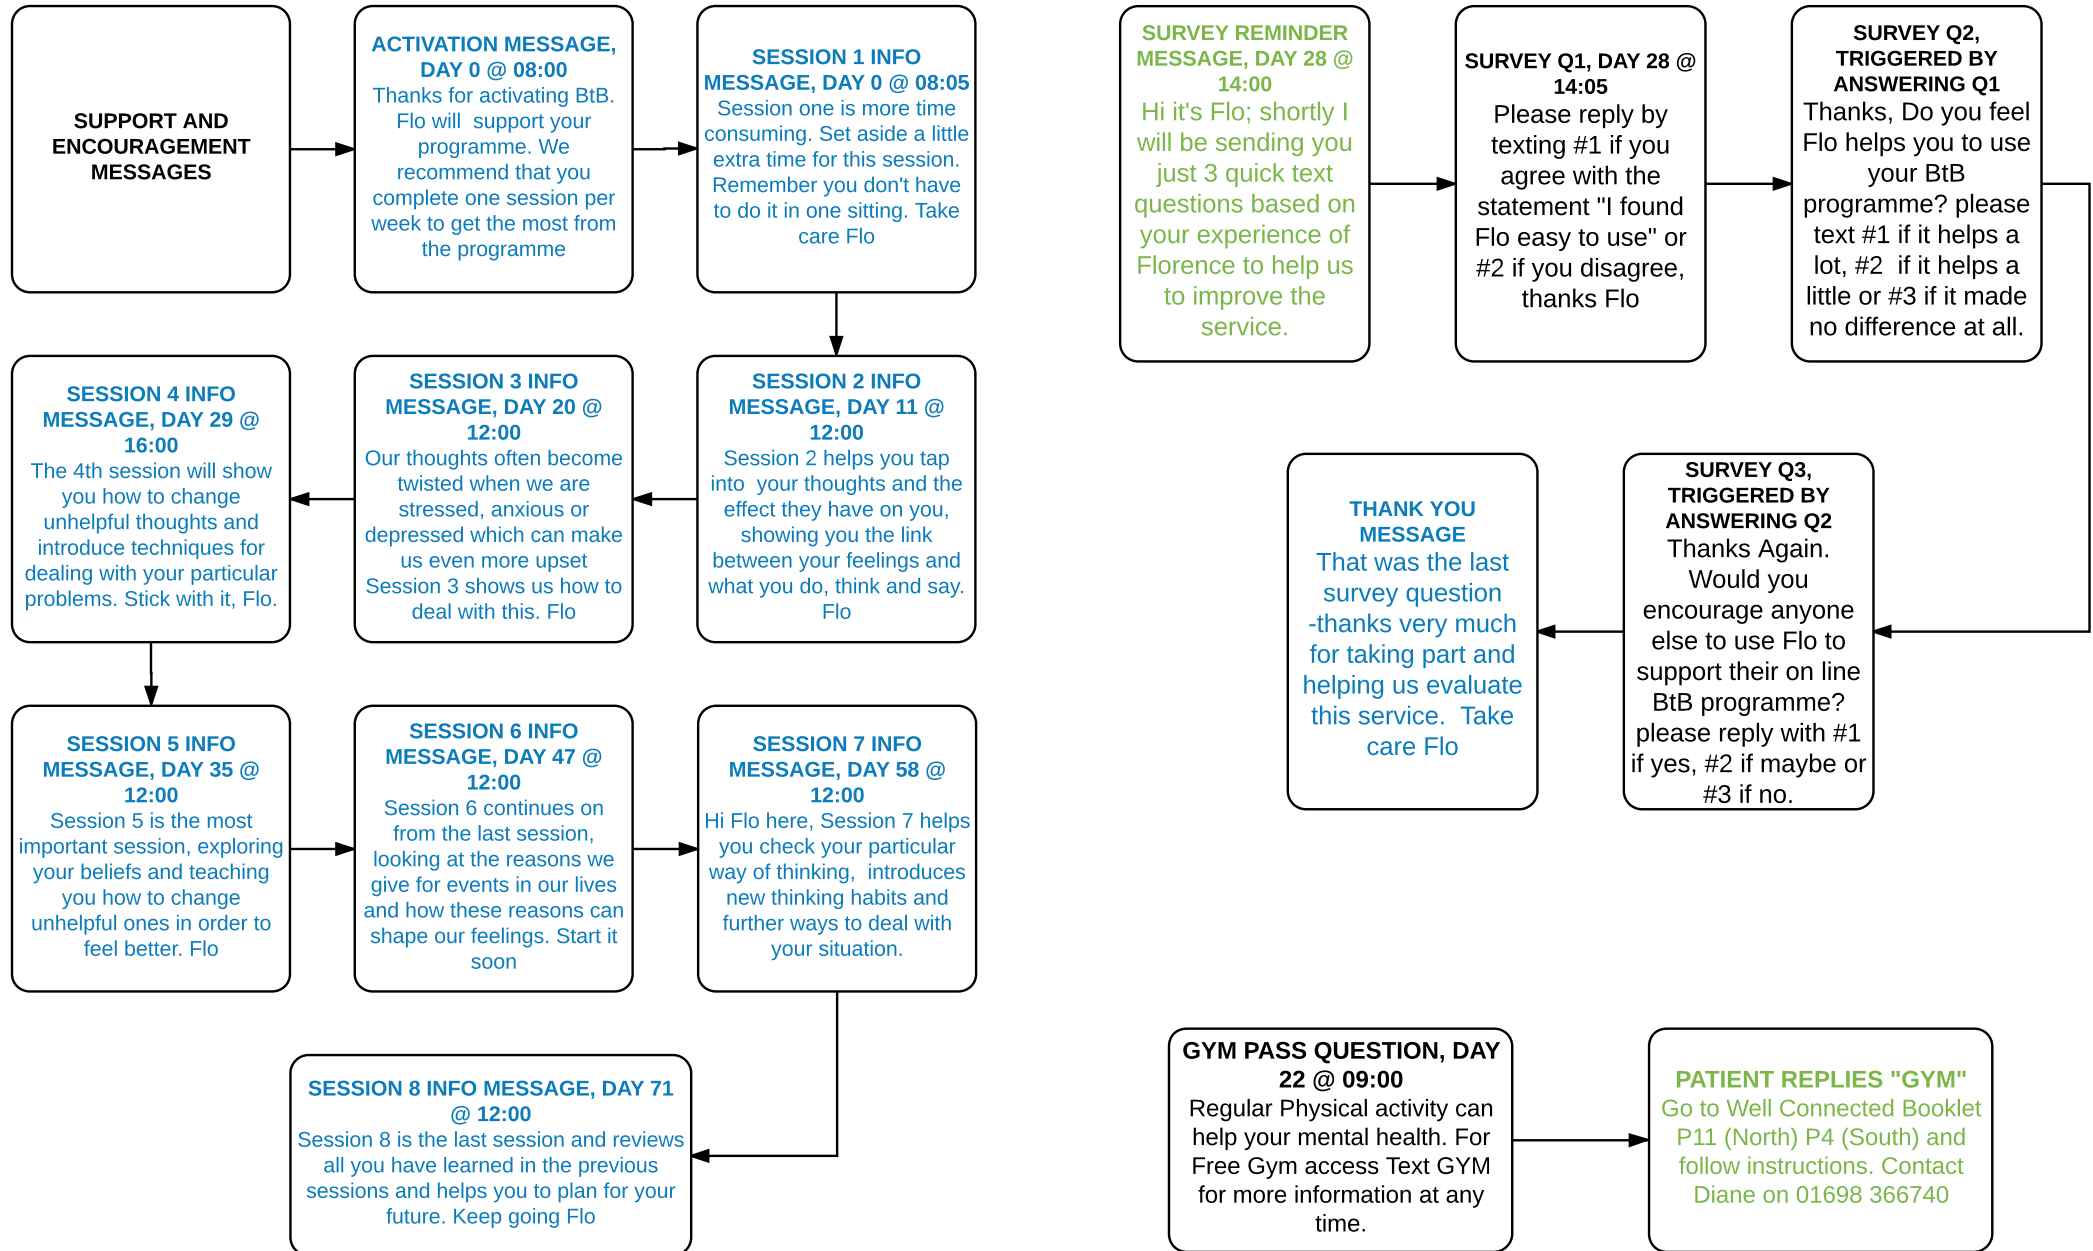 SUPPORT AND
ENCOURAGEMENT
MESSAGES
ACTIVATION MESSAGE,
DAY 0 @ 08:00
Thanks for activating BtB.
Flo will  support your
programme. We
recommend that you
complete one session per
week to get the most from
the programme
SESSION 1 INFO
MESSAGE, DAY 0 @ 08:05
Session one is more time
consuming. Set aside a little
extra time for this session.
Remember you don't have
to do it in one sitting. Take
care Flo
SESSION 2 INFO
MESSAGE, DAY 11 @
12:00
Session 2 helps you tap
into  your thoughts and the
effect they have on you,
showing you the link
between your feelings and
what you do, think and say.
Flo
SESSION 3 INFO
MESSAGE, DAY 20 @
12:00
Our thoughts often become
twisted when we are
stressed, anxious or
depressed which can make
us even more upset
Session 3 shows us how to
deal with this. Flo
SESSION 4 INFO
MESSAGE, DAY 29 @
16:00
The 4th session will show
you how to change
unhelpful thoughts and
introduce techniques for
dealing with your particular
problems. Stick with it, Flo.
SESSION 5 INFO
MESSAGE, DAY 35 @
12:00
Session 5 is the most
important session, exploring
your beliefs and teaching
you how to change
unhelpful ones in order to
feel better. Flo
SESSION 6 INFO
MESSAGE, DAY 47 @
12:00
Session 6 continues on
from the last session,
looking at the reasons we
give for events in our lives
and how these reasons can
shape our feelings. Start it
soon
SESSION 7 INFO
MESSAGE, DAY 58 @
12:00
Hi Flo here, Session 7 helps
you check your particular
way of thinking,  introduces
new thinking habits and
further ways to deal with
your situation.
SESSION 8 INFO MESSAGE, DAY 71
@ 12:00
Session 8 is the last session and reviews
all you have learned in the previous
sessions and helps you to plan for your
future. Keep going Flo
SURVEY REMINDER
MESSAGE, DAY 28 @
14:00
Hi it's Flo; shortly I
will be sending you
just 3 quick text
questions based on
your experience of
Florence to help us
to improve the
service.
SURVEY Q1, DAY 28 @
14:05
Please reply by
texting #1 if you
agree with the
statement "I found
Flo easy to use" or
#2 if you disagree,
thanks Flo
SURVEY Q2,
TRIGGERED BY
ANSWERING Q1
Thanks, Do you feel
Flo helps you to use
your BtB
programme? please
text #1 if it helps a
lot, #2  if it helps a
little or #3 if it made
no difference at all.
SURVEY Q3,
TRIGGERED BY
ANSWERING Q2
Thanks Again.
Would you
encourage anyone
else to use Flo to
support their on line
BtB programme?
please reply with #1
if yes, #2 if maybe or
#3 if no.
THANK YOU
MESSAGE
That was the last
survey question
-thanks very much
for taking part and
helping us evaluate
this service.  Take
care Flo
GYM PASS QUESTION, DAY
22 @ 09:00
Regular Physical activity can
help your mental health. For
Free Gym access Text GYM
for more information at any
time.
PATIENT REPLIES "GYM"
Go to Well Connected Booklet
P11 (North) P4 (South) and
follow instructions. Contact
Diane on 01698 366740